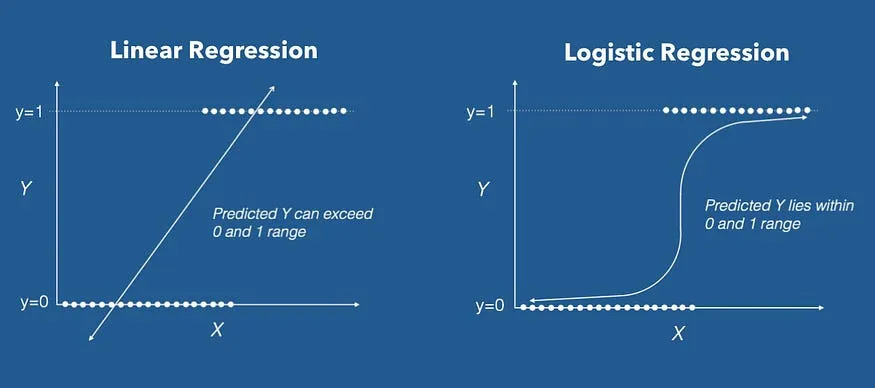 Linear Regression
y=1
Y
Predicted Y can exceed
0 and 1 range
y=0
X
Logistic Regression
y=1
Y
Predicted Y lies within
0 and 1 range
y=0
X